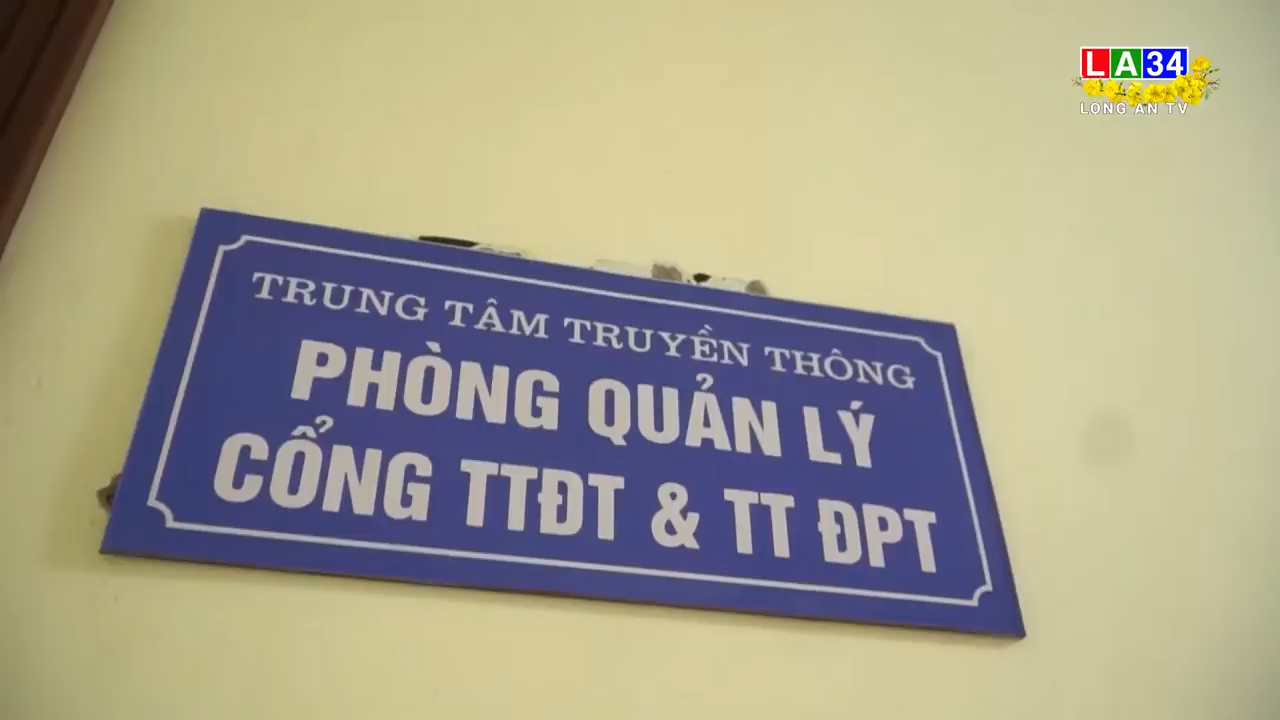 LA34
LONG AN TV
TRUNG TÂM TRUYỀN THÔNG
PHÒNG QUẢN LÝ
CỔNG TTĐT & TT ĐPT